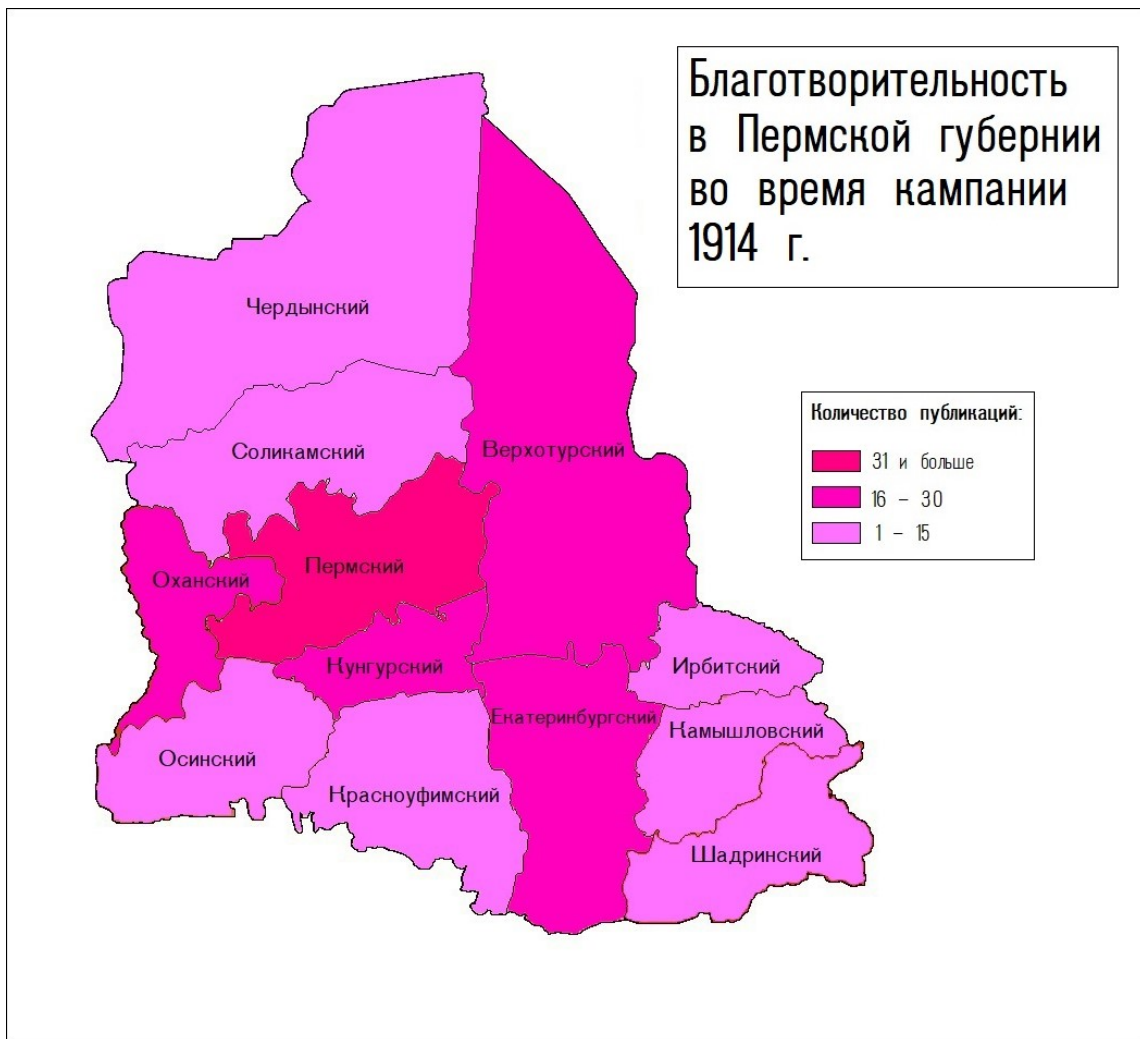 Благотворительность
в Пермской губернии
во время кампании
1914 г.
Чердынский
Количество публикаций:
31 и больше
16 – 30
1 – 15
Соликамский
Верхотурский
Оханский
Пермский
Кунгурский
Ирбитский
Екатеринбургский
Камышловский
Осинский
Красноуфимский
Шадринский